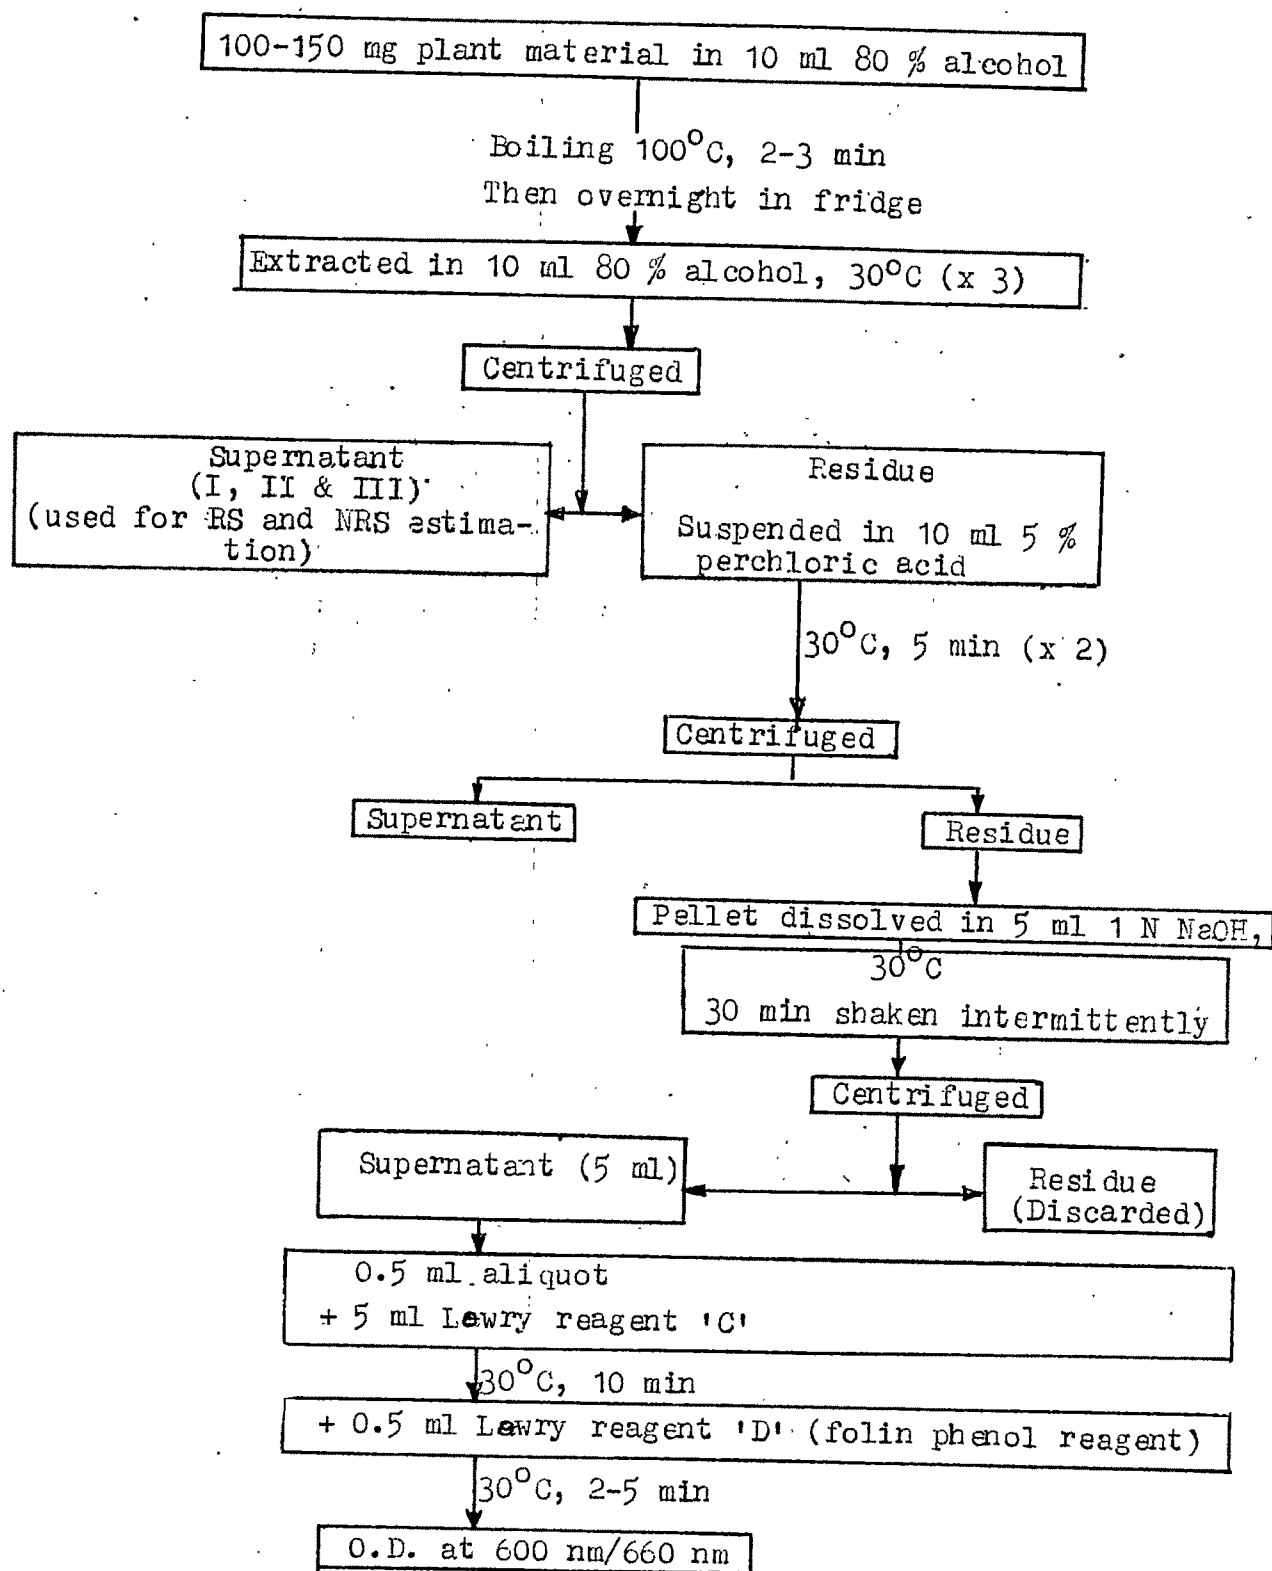 100-150 mg plant material in 10 ml 80 % alcohol
Boiling 100°C, 2-3 min
Then overnight in fridge
Extracted in 10 ml 80 % alcohol, 30°C (x 3)
Centrifuged
Supernatant
(I, II & III)
(used for RS and NRS estima-
tion)
Residue
Suspended in 10 ml 5 %
perchloric acid
30°C, 5 min (x 2)
Centrifuged
Supernatant
Residue
Pellet dissolved in 5 ml 1 N NaOH,
30°C
30 min shaken intermittently
Centrifuged
Supernatant (5 ml)
Residue
(Discarded)
0.5 ml aliquot
+ 5 ml Lowry reagent 'C'
30°C, 10 min
+ 0.5 ml Lowry reagent 'D' (folin phenol reagent)
30°C, 2-5 min
O.D. at 600 nm/660 nm